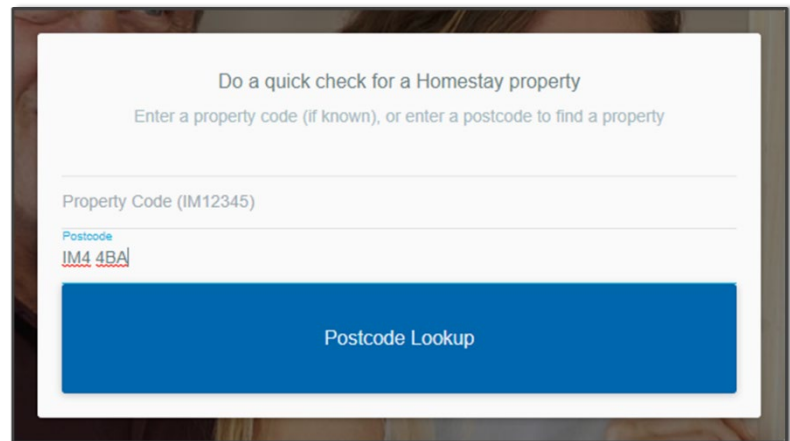 Do a quick check for a Homestay property
Enter a property code (if known), or enter a postcode to find a property
Property Code (IM12345)
Postcode
IM4 4BA
Postcode Lookup